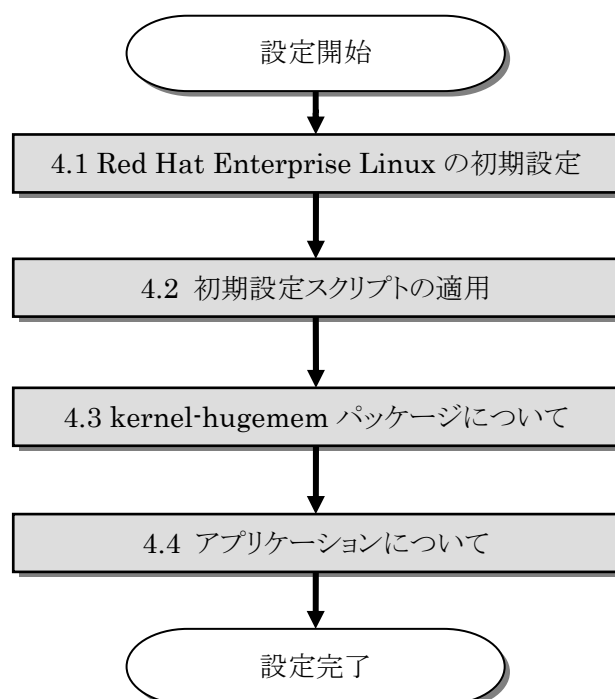 設定開始
4.1 Red Hat Enterprise Linux の初期設定
4.2 初期設定スクリプトの適用
4.3 kernel-hugemem パッケージについて
4.4 アプリケーションについて
設定完了